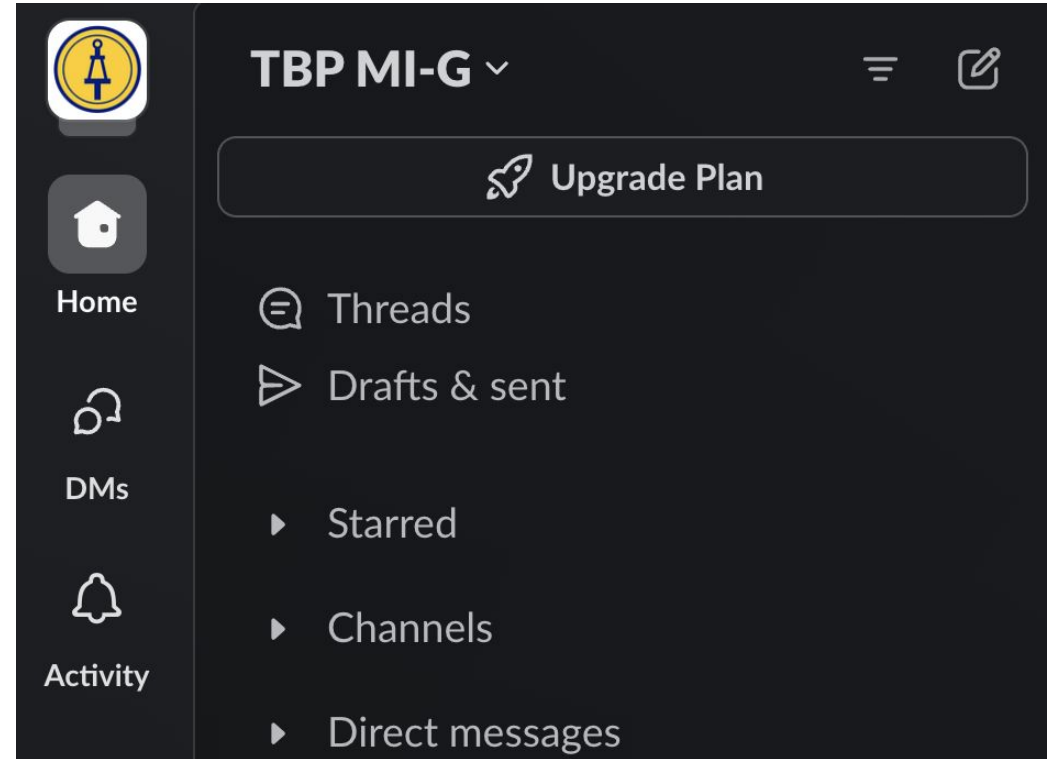 TBP MI-G
Upgrade Plan
Home
Threads
Drafts & sent
DMs
Starred
Channels
Activity
Direct messages